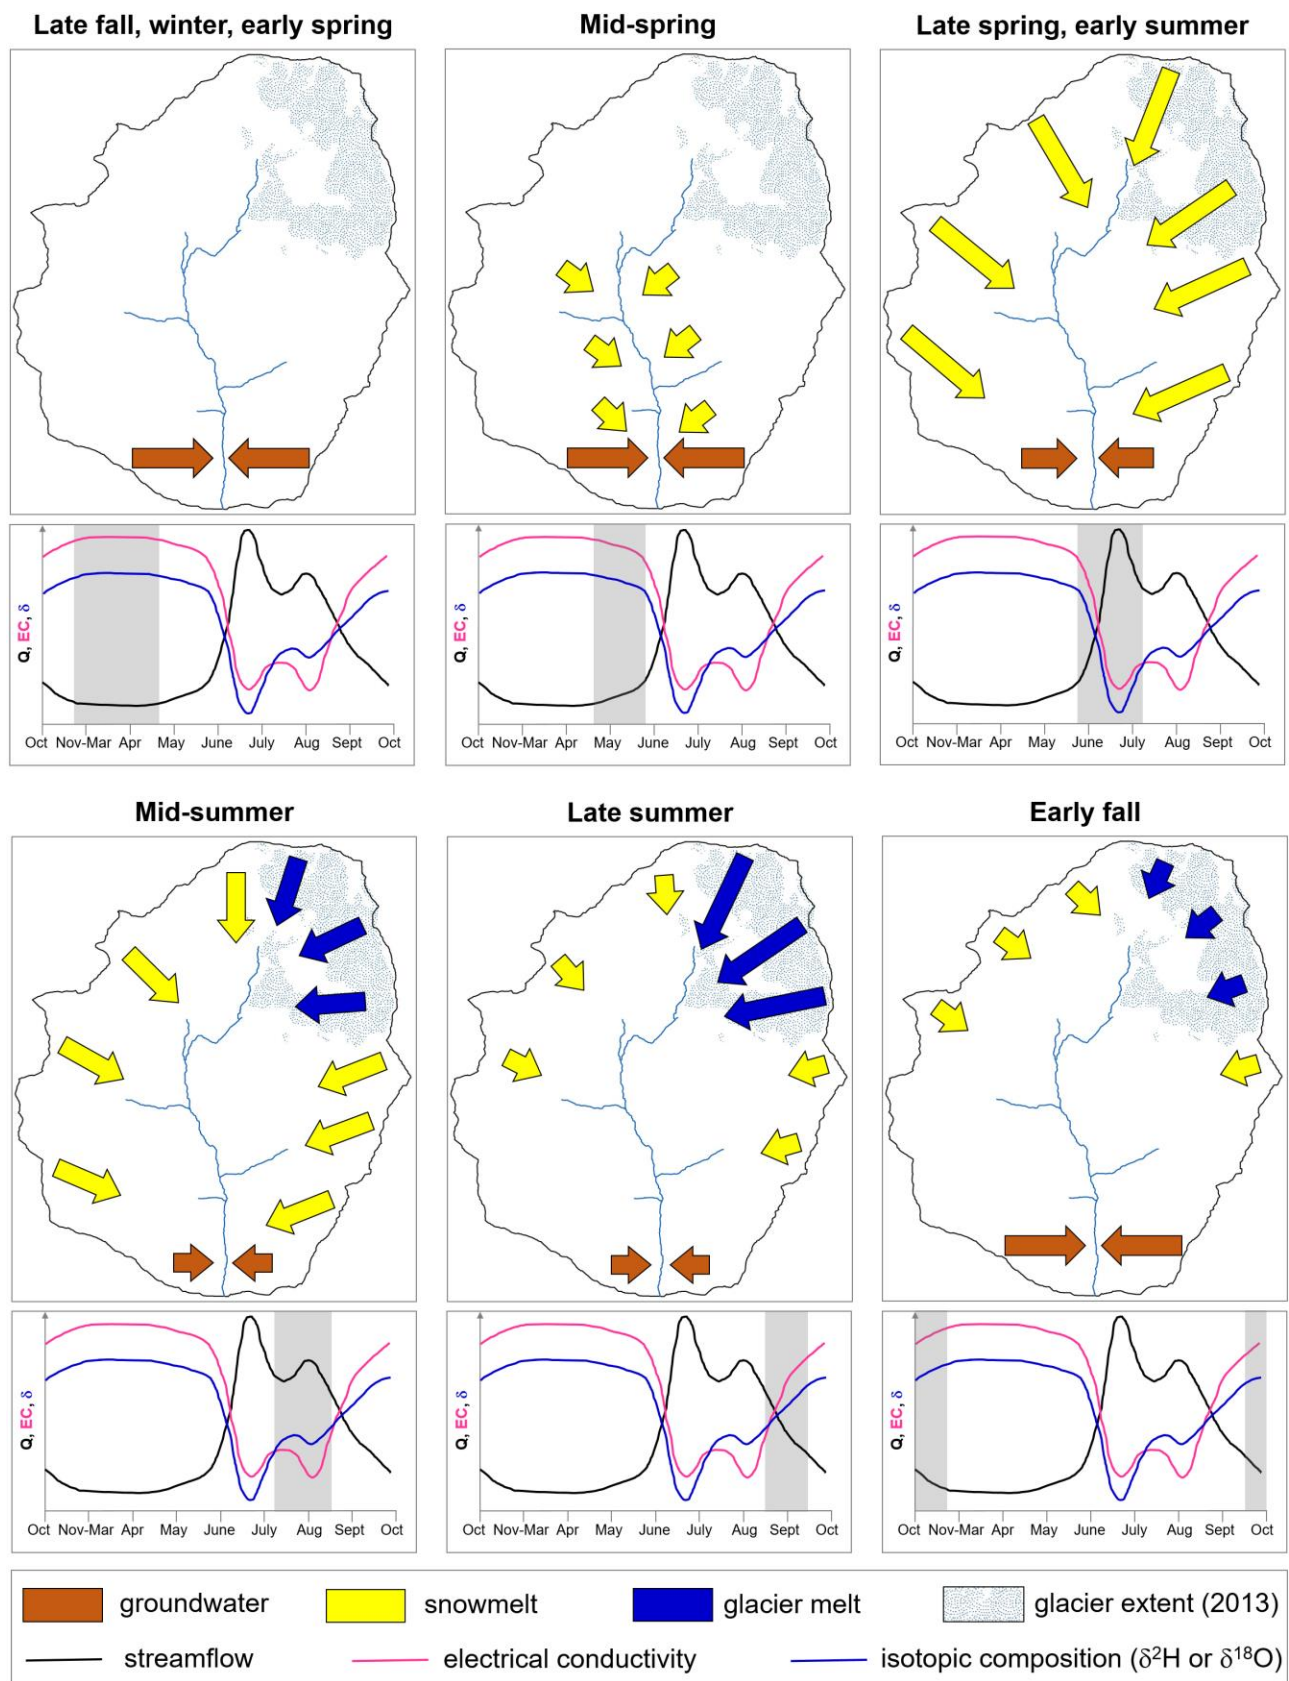 Late fall, winter, early spring
Mid-spring
Late spring, early summer
Q, EC, δ
Oct Nov-Mar Apr May June July Aug Sept Oct
Q, EC, δ
Oct Nov-Mar Apr May June July Aug Sept Oct
Q, EC, δ
Oct Nov-Mar Apr May June July Aug Sept Oct
Mid-summer
Late summer
Early fall
Q, EC, δ
Oct Nov-Mar Apr May June July Aug Sept Oct
Q, EC, δ
Oct Nov-Mar Apr May June July Aug Sept Oct
Q, EC, δ
Oct Nov-Mar Apr May June July Aug Sept Oct
groundwater snowmelt glacier melt glacier extent (2013)
streamflow electrical conductivity isotopic composition (δ²H or δ¹⁸O)